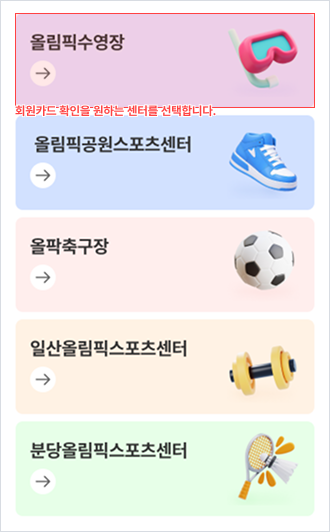 올림픽수영장
회원카드 확인을 원하는 센터를 선택합니다.
올림픽공원스포츠센터
올팍축구장
일산올림픽스포츠센터
분당올림픽스포츠센터